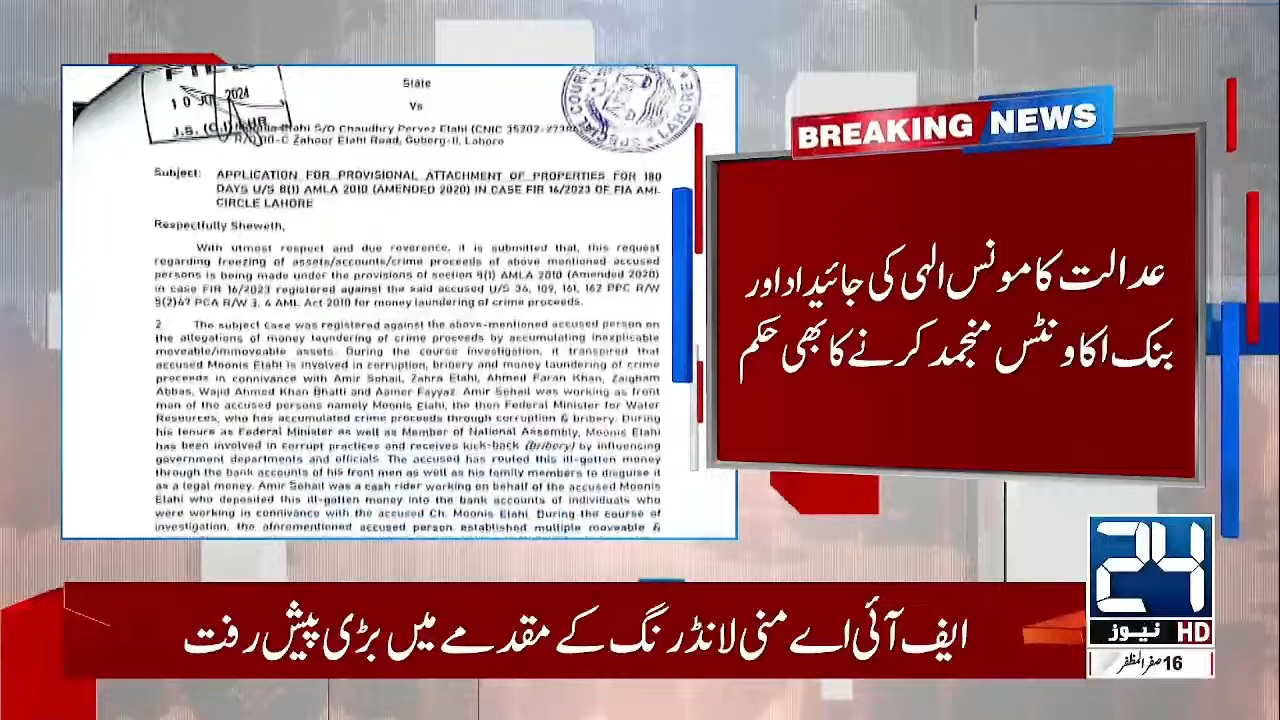 FILED
10 JUL 2024
J.S. (CJ) LHR
State
Vs
Elahi S/O Chaudhry Pervez Elahi (CNIC 35202-2738
R/O 30-C Zahoor Elahi Road, Guberg-II, Lahore
SPECIAL COURT
LAHORE
Subject: APPLICATION FOR PROVISIONAL ATTACHMENT OF PROPERTIES FOR 180
DAYS U/S 8(1) AMLA 2010 (AMENDED 2020) IN CASE FIR 16/2023 OF FIA AML
CIRCLE LAHORE
Respectfully Sheweth,
With utmost respect and due reverence, it is submitted that, this request
regarding freezing of assets/accounts/crime proceeds of above mentioned accused
persons is being made under the provisions of section 8(1) AMLA 2010 (Amended 2020)
in case FIR 16/2023 registered against the said accused U/S 34, 109, 161, 162 PPC R/W
5(2)47 PCA R/W 3, 4 AML Act 2010 for money laundering of crime proceeds.
2. The subject case was registered against the above-mentioned accused person on
the allegations of money laundering of crime proceeds by accumulating inexplicable
moveable/immoveable assets. During the course investigation, it transpired that
accused Moonis Elahi is involved in corruption, bribery and money laundering of crime
proceeds in connivance with Amir Sohail, Zahra Elahi, Ahmed Faran Khan, Zaigham
Abbas, Wajid Ahmed Khan Bhatti and Aamer Fayyaz. Amir Sohail was working as front
man of the accused persons namely Moonis Elahi, the then Federal Minister for Water
Resources, who has accumulated crime proceeds through corruption & bribery. During
his tenure as Federal Minister as well as Member of National Assembly, Moonis Elahi
has been involved in corrupt practices and receives kick-back (bribery) by influencing
government departments and officials. The accused has routed this ill-gotten money
through the bank accounts of his front men as well as his family members to disguise it
as a legal money. Amir Sohail was a cash rider working on behalf of the accused Moonis
Elahi who deposited this ill-gotten money into the bank accounts of individuals who
were working in connivance with the accused Ch. Moonis Elahi. During the course of
investigation, the aforementioned accused person established multiple moveable &
BREAKING NEWS
عدالت کا مونس الہی کی جائیداد اور
بنک اکاونٹس منجمد کرنے کا بھی حکم
ایف آئی اے منی لانڈرنگ کے مقدمے میں بڑی پیش رفت
24
نیوز HD
16 صفر المظفر